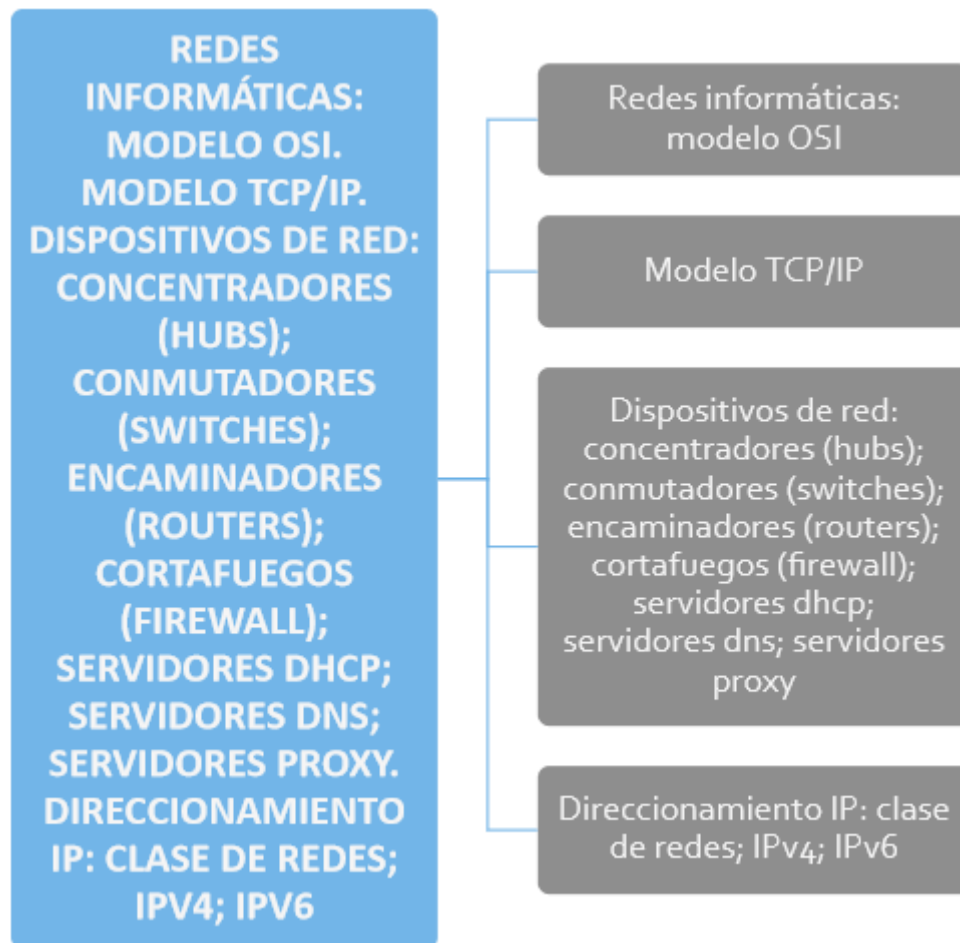 REDES
INFORMÁTICAS:
MODELO OSI.
MODELO TCP/IP.
DISPOSITIVOS DE RED:
CONCENTRADORES
(HUBS);
CONMUTADORES
(SWITCHES);
ENCAMINADORES
(ROUTERS);
CORTAFUEGOS
(FIREWALL);
SERVIDORES DHCP;
SERVIDORES DNS;
SERVIDORES PROXY.
DIRECCIONAMIENTO
IP: CLASE DE REDES;
IPV4; IPV6
Redes informáticas:
modelo OSI
Modelo TCP/IP
Dispositivos de red:
concentradores (hubs);
conmutadores (switches);
encaminadores (routers);
cortafuegos (firewall);
servidores dhcp;
servidores dns; servidores
proxy
Direccionamiento IP: clase
de redes; IPv4; IPv6